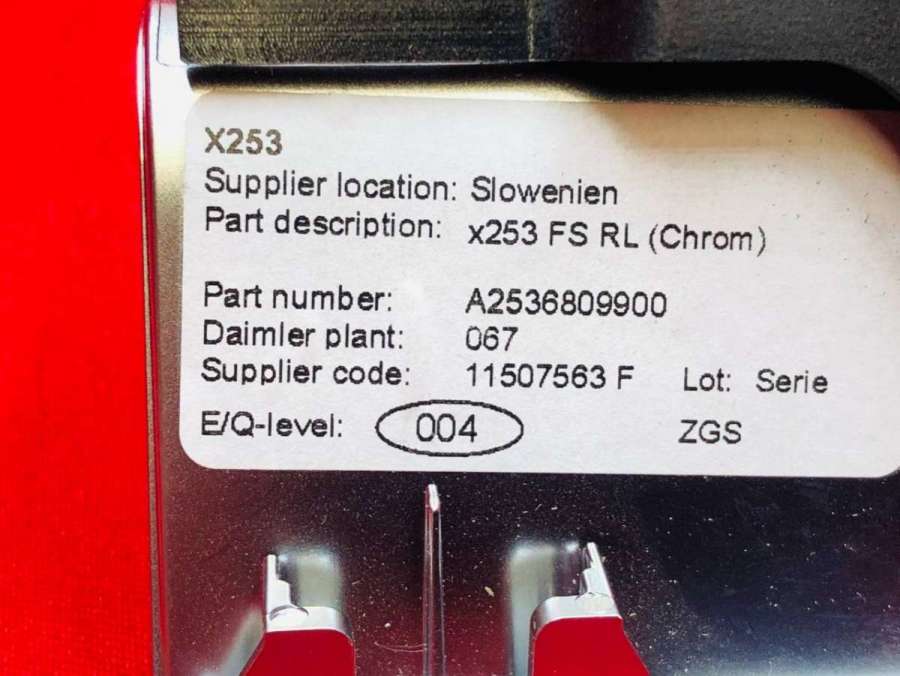 X253
Supplier location: Slowenien
Part description: x253 FS RL (Chrom)
Part number: A2536809900
Daimler plant: 067
Supplier code: 11507563 F Lot: Serie
E/Q-level: 004 ZGS